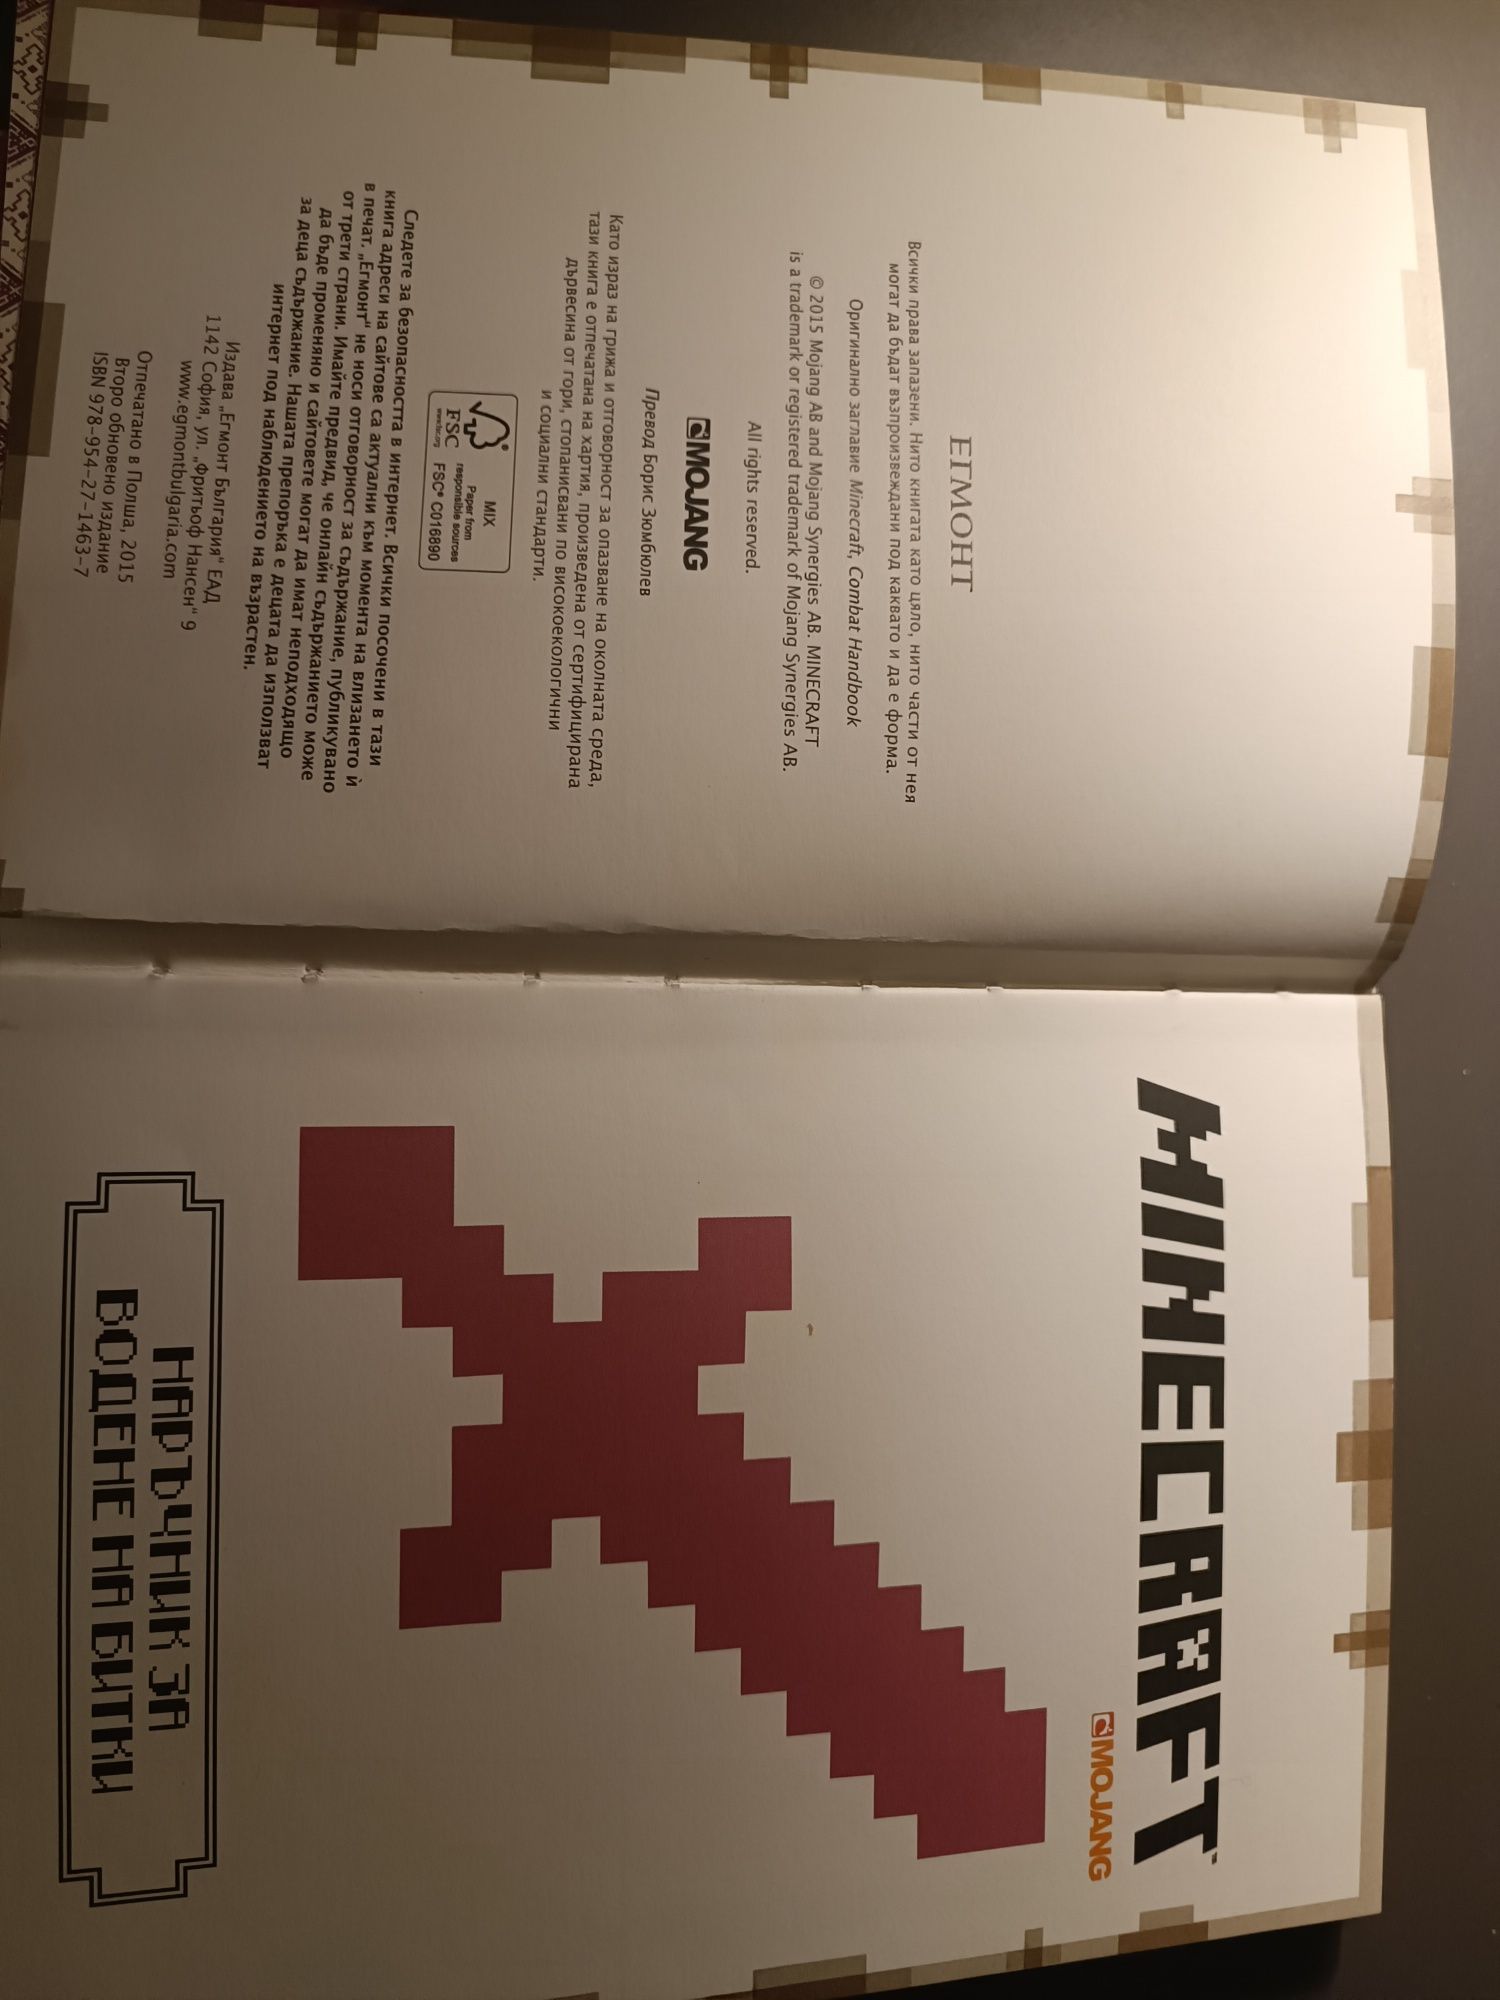 ЕГМОНТ
Всички права запазени. Нито книгата като цяло, нито части от нея
могат да бъдат възпроизвеждани под каквато и да е форма.
Оригинално заглавие Minecraft, Combat Handbook
© 2015 Mojang AB and Mojang Synergies AB. MINECRAFT
is a trademark or registered trademark of Mojang Synergies AB.
All rights reserved.
MOJANG
Превод Борис Зюмбюлев
Като израз на грижа и отговорност за опазване на околната среда,
тази книга е отпечатана на хартия, произведена от сертифицирана
дървесина от гори, стопанисвани по високоекологични
и социални стандарти.
MIX
Paper from
responsible sources
FSC
www.fsc.org
FSC® C016890
Следете за безопасността в интернет. Всички посочени в тази
книга адреси на сайтове са актуални към момента на влизането ѝ
в печат. „Егмонт“ не носи отговорност за съдържание, публикувано
от трети страни. Имайте предвид, че онлайн съдържанието може
да бъде променяно и сайтовете могат да имат неподходящо
за деца съдържание. Нашата препоръка е децата да използват
интернет под наблюдението на възрастен.
Издава „Егмонт България“ ЕАД
1142 София, ул. „Фритьоф Нансен“ 9
www.egmontbulgaria.com
Отпечатано в Полша, 2015
Второ обновено издание
ISBN 978-954-27-1463-7
MINECRAFT
MOJANG
НАРЪЧНИК ЗА
ВОДЕНЕ НА БИТКИ